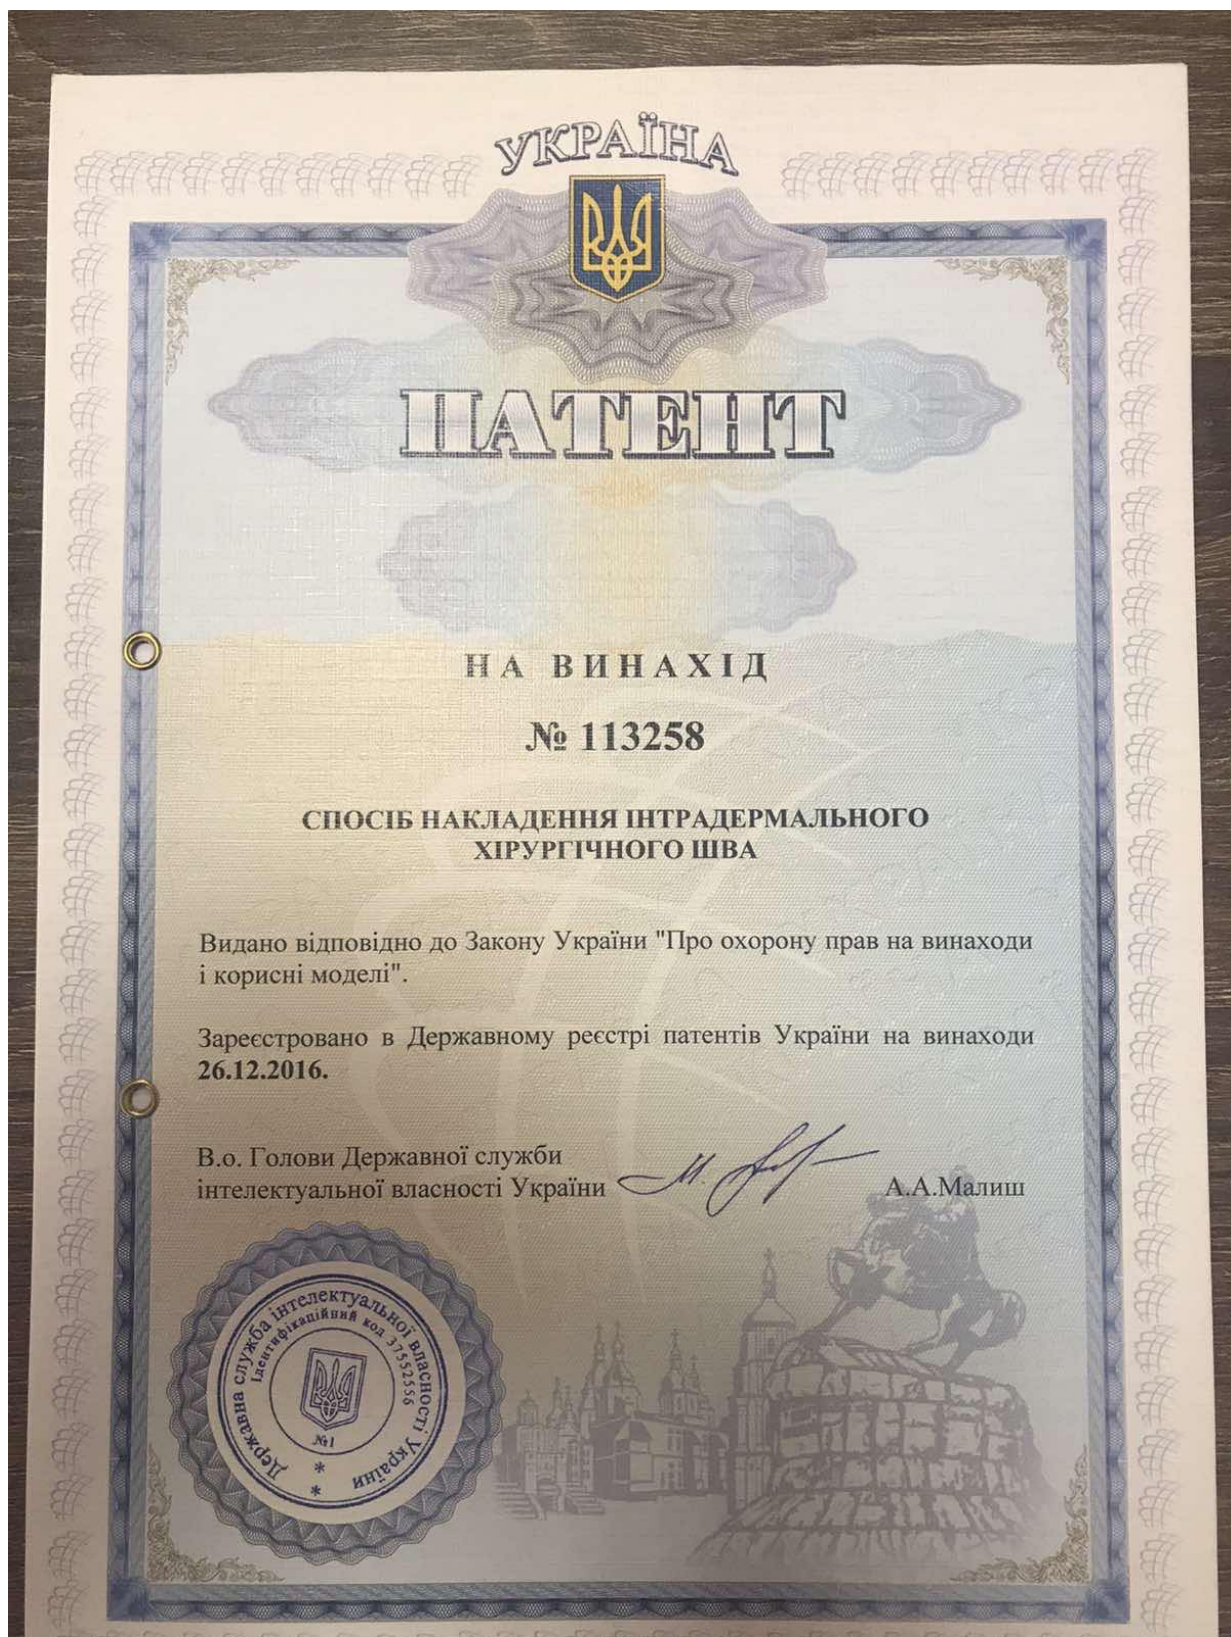 УКРАЇНА
ПАТЕНТ
НА ВИНАХІД
№ 113258
СПОСІБ НАКЛАДЕННЯ ІНТРАДЕРМАЛЬНОГО
ХІРУРГІЧНОГО ШВА
Видано відповідно до Закону України "Про охорону прав на винаходи
і корисні моделі".
Зареєстровано в Державному реєстрі патентів України на винаходи
26.12.2016.
В.о. Голови Державної служби
інтелектуальної власності України
А.А.Малиш
Державна служба інтелектуальної власності України
Ідентифікаційний код 37552556
№1